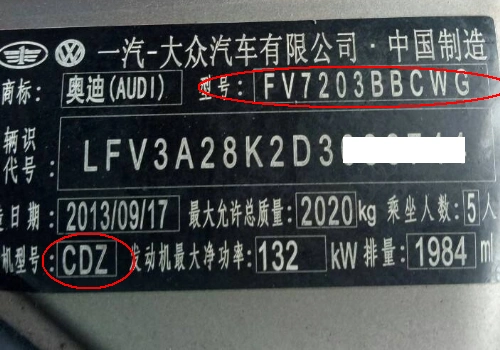 一汽-大众汽车有限公司·中国制造
商标: 奥迪(AUDI) 型号: FV7203BBCWG
车辆识
代号: LFV3A28K2D3
日期: 2013/09/17 最大允许总质量: 2020 kg 乘坐人数: 5 人
机型号: CDZ 发动机最大净功率: 132 kW 排量: 1984 ml